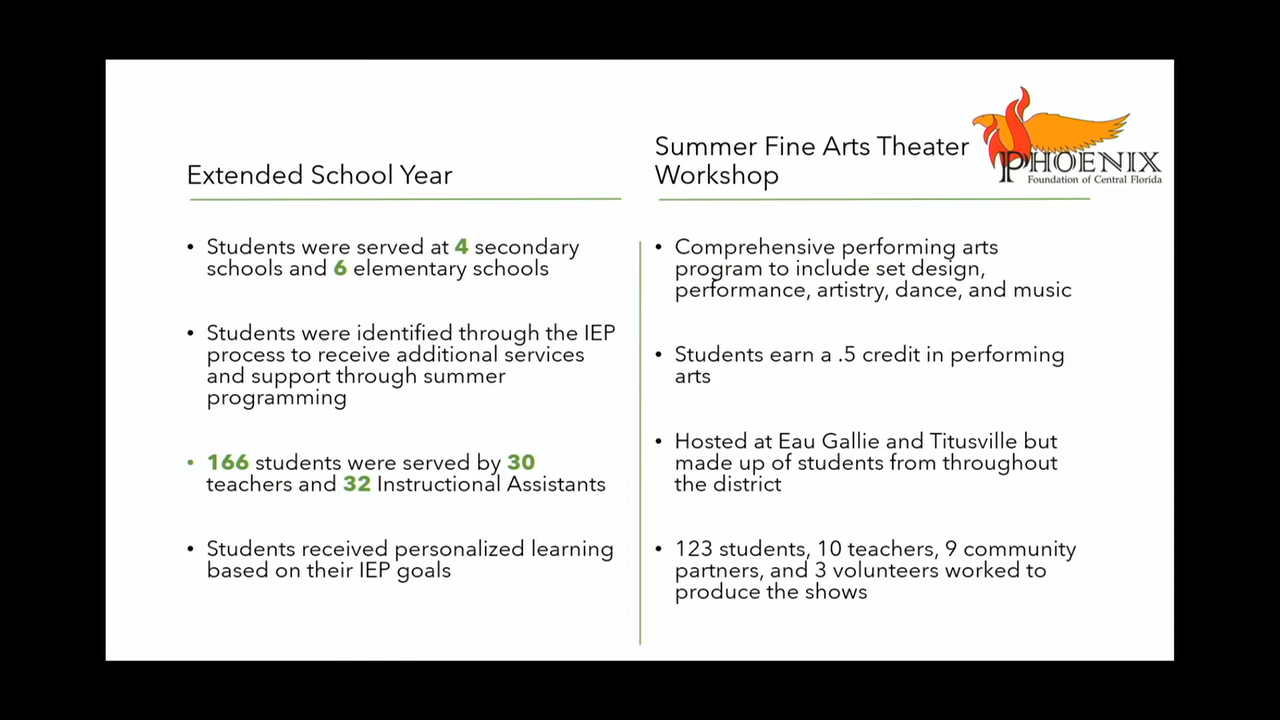 Extended School Year
• Students were served at 4 secondary
schools and 6 elementary schools
• Students were identified through the IEP
process to receive additional services
and support through summer
programming
• 166 students were served by 30
teachers and 32 Instructional Assistants
• Students received personalized learning
based on their IEP goals
Summer Fine Arts Theater
Workshop
PHOENIX
Foundation of Central Florida
• Comprehensive performing arts
program to include set design,
performance, artistry, dance, and music
• Students earn a .5 credit in performing
arts
• Hosted at Eau Gallie and Titusville but
made up of students from throughout
the district
• 123 students, 10 teachers, 9 community
partners, and 3 volunteers worked to
produce the shows